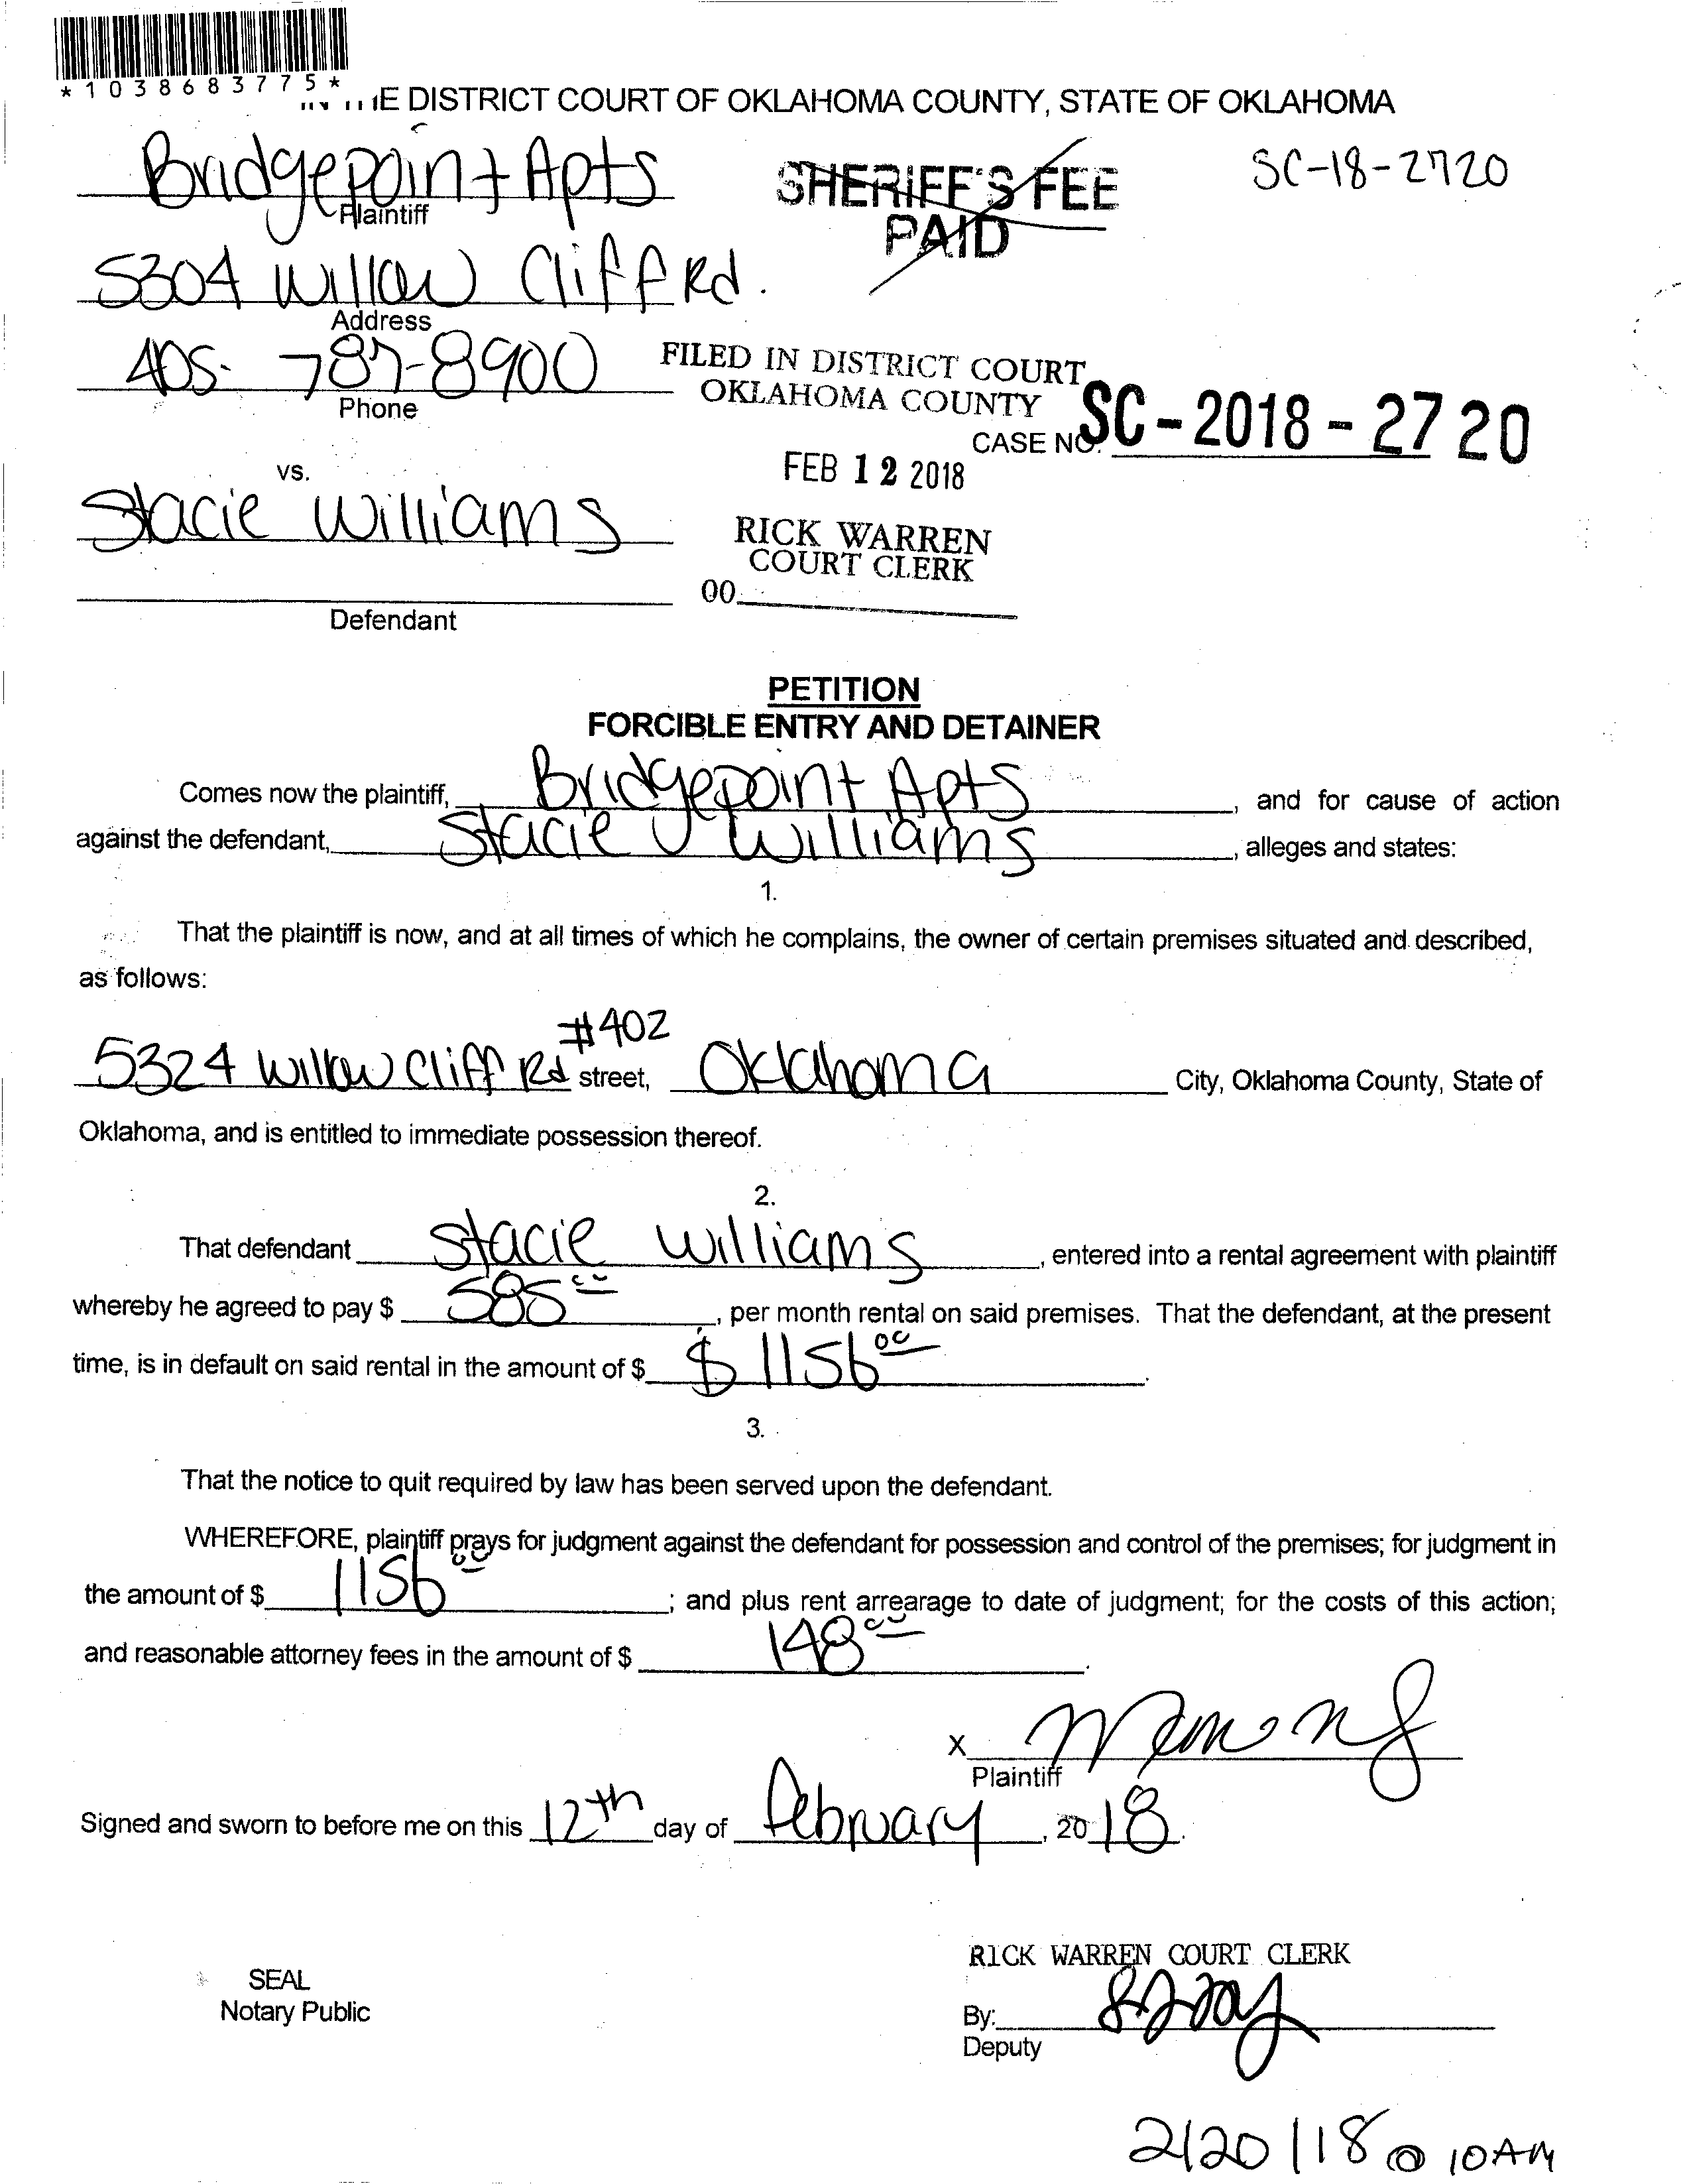 *1038683775*
IN THE DISTRICT COURT OF OKLAHOMA COUNTY, STATE OF OKLAHOMA
Bridgepoint Apts
Plaintiff
SHERIFF'S FEE
PAID
SC-18-2720
5304 Willow Cliff Rd.
Address
405-787-8900
Phone
FILED IN DISTRICT COURT
OKLAHOMA COUNTY
CASE NO. SC-2018-2720
FEB 12 2018
vs.
Stacie Williams
RICK WARREN
COURT CLERK
00
Defendant
PETITION
FORCIBLE ENTRY AND DETAINER
Comes now the plaintiff, Bridgepoint Apts, and for cause of action
against the defendant, Stacie Williams, alleges and states:
1.
That the plaintiff is now, and at all times of which he complains, the owner of certain premises situated and described,
as follows:
5324 Willow Cliff Rd #402 street, Oklahoma City, Oklahoma County, State of
Oklahoma, and is entitled to immediate possession thereof.
2.
That defendant Stacie Williams, entered into a rental agreement with plaintiff
whereby he agreed to pay $ 585 00, per month rental on said premises. That the defendant, at the present
time, is in default on said rental in the amount of $ $1156 00.
3.
That the notice to quit required by law has been served upon the defendant.
WHEREFORE, plaintiff prays for judgment against the defendant for possession and control of the premises; for judgment in
the amount of $ 1156 00; and plus rent arrearage to date of judgment; for the costs of this action;
and reasonable attorney fees in the amount of $ 148 00.
X
Plaintiff
Signed and sworn to before me on this 12th day of February, 2018.
RICK WARREN COURT CLERK
SEAL
Notary Public
By:
Deputy
2/20/18 @ 10AM